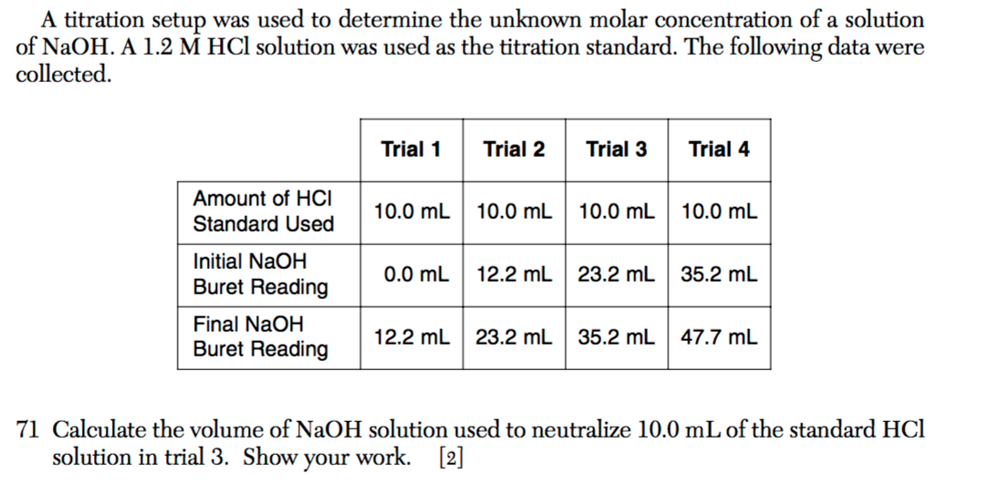 A titration setup was used to determine the unknown molar concentration of a solution
of NaOH. A 1.2 M HCl solution was used as the titration standard. The following data were
collected.
Trial 1 Trial 2 Trial 3 Trial 4
Amount of HCl
Standard Used 10.0 mL 10.0 mL 10.0 mL 10.0 mL
Initial NaOH
Buret Reading 0.0 mL 12.2 mL 23.2 mL 35.2 mL
Final NaOH
Buret Reading 12.2 mL 23.2 mL 35.2 mL 47.7 mL
71 Calculate the volume of NaOH solution used to neutralize 10.0 mL of the standard HCl
solution in trial 3. Show your work. [2]